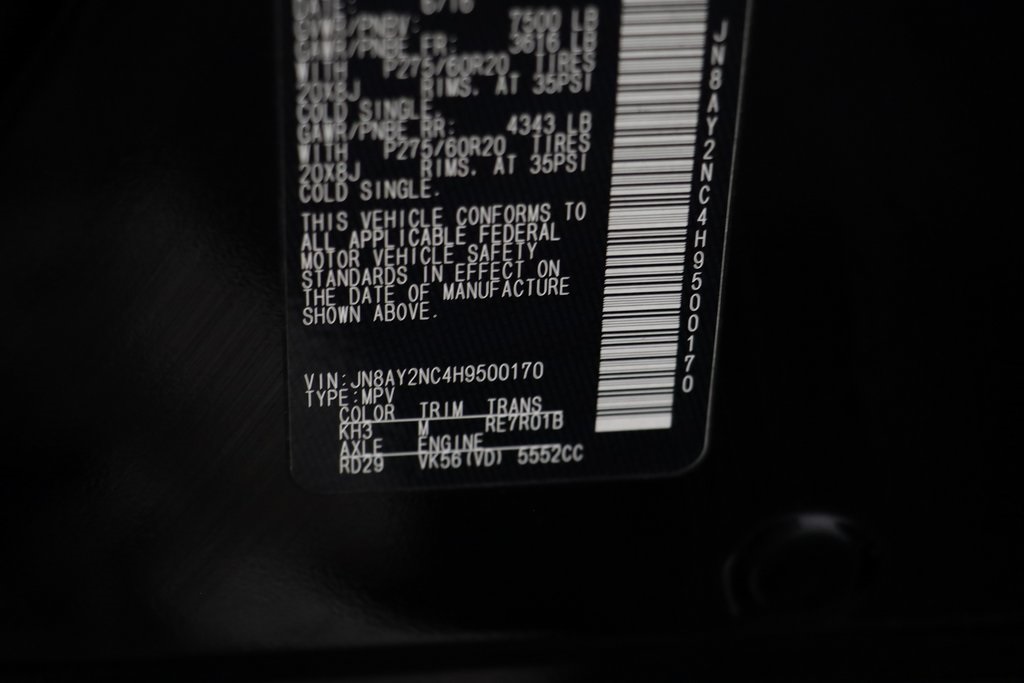 DATE: 6/16
GVWR/PNBV: 7500 LB
GAWR/PNBE FR: 3616 LB
WITH P275/60R20 TIRES
20X8J RIMS. AT 35PSI
COLD SINGLE.
GAWR/PNBE RR: 4343 LB
WITH P275/60R20 TIRES
20X8J RIMS. AT 35PSI
COLD SINGLE.
THIS VEHICLE CONFORMS TO
ALL APPLICABLE FEDERAL
MOTOR VEHICLE SAFETY
STANDARDS IN EFFECT ON
THE DATE OF MANUFACTURE
SHOWN ABOVE.
VIN:JN8AY2NC4H9500170
TYPE:MPV
COLOR TRIM TRANS
KH3 M RE7R01B
AXLE ENGINE
RD29 VK56(VD) 5552CC
JN8AY2NC4H9500170